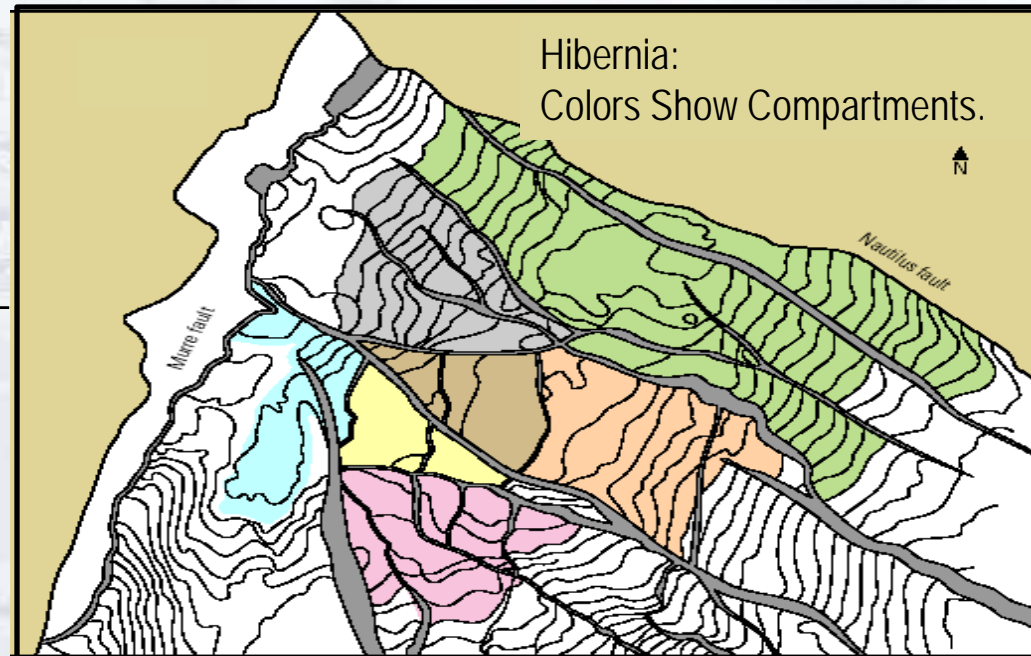 Hibernia:
Colors Show Compartments.
N
Nautilus fault
Murre fault